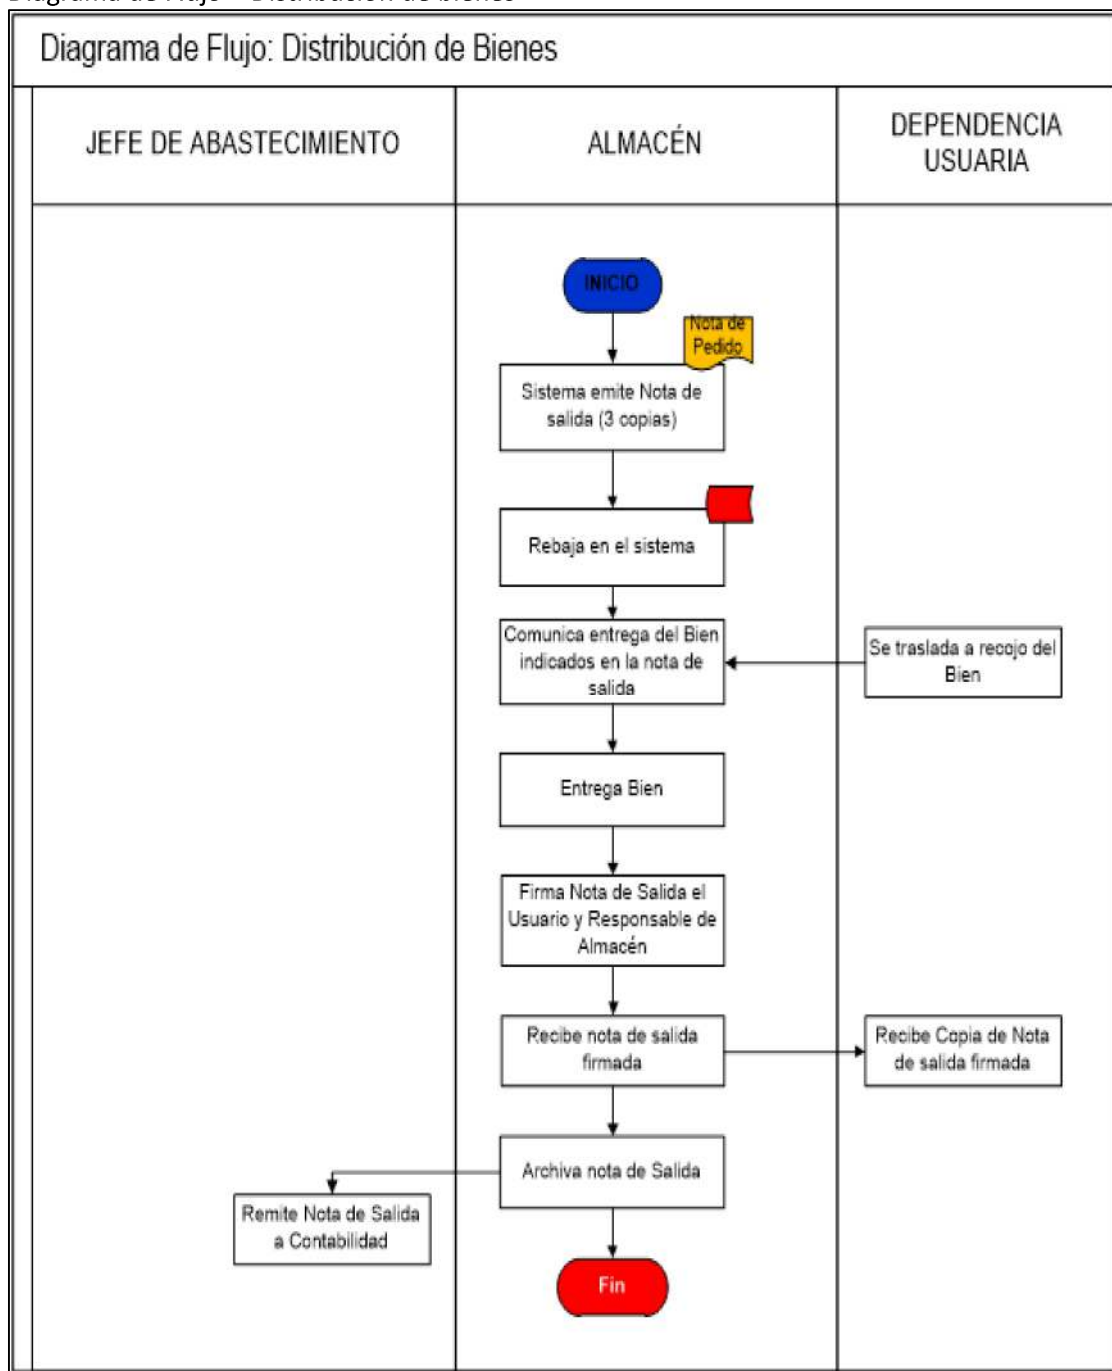 Diagrama de Flujo: Distribución de Bienes
JEFE DE ABASTECIMIENTO
ALMACÉN
DEPENDENCIA
USUARIA
INICIO
Nota de
Pedido
Sistema emite Nota de
salida (3 copias)
Rebaja en el sistema
Comunica entrega del Bien
indicados en la nota de
salida
Se traslada a recojo del
Bien
Entrega Bien
Firma Nota de Salida el
Usuario y Responsable de
Almacén
Recibe nota de salida
firmada
Recibe Copia de Nota
de salida firmada
Archiva nota de Salida
Remite Nota de Salida
a Contabilidad
Fin